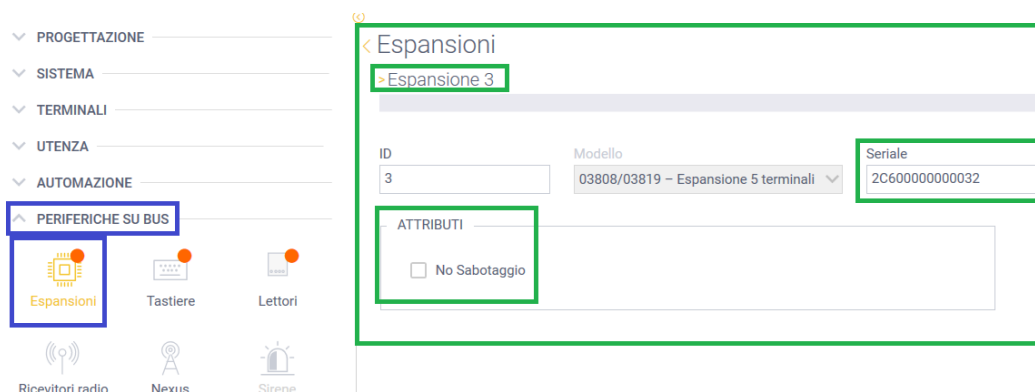 PROGETTAZIONE
SISTEMA
TERMINALI
UTENZA
AUTOMAZIONE
PERIFERICHE SU BUS
Espansioni
Tastiere
Lettori
Ricevitori radio
Nexus
Sirene
Espansioni
>Espansione 3
ID
Modello
Seriale
3
03808/03819 – Espansione 5 terminali
2C600000000032
ATTRIBUTI
No Sabotaggio